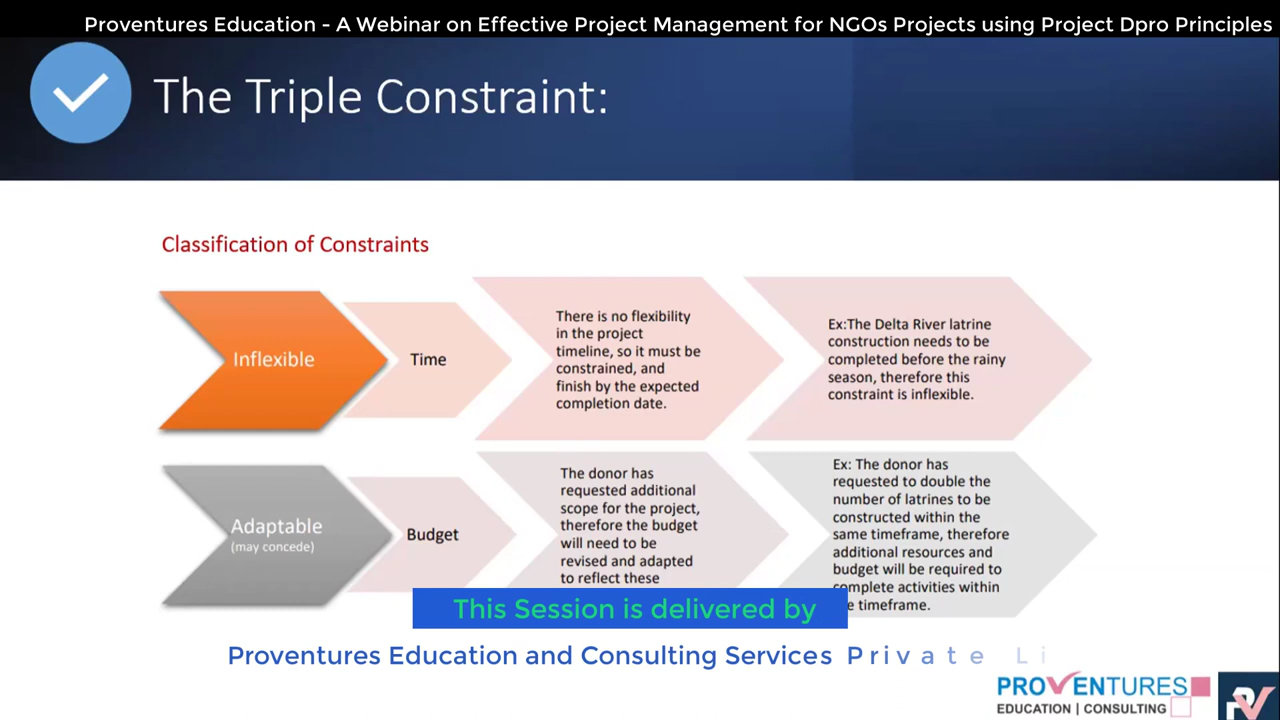 Proventures Education - A Webinar on Effective Project Management for NGOs Projects using Project Dpro Principles
The Triple Constraint:
Classification of Constraints
Inflexible
Time
There is no flexibility
in the project
timeline, so it must be
constrained, and
finish by the expected
completion date.
Ex:The Delta River latrine
construction needs to be
completed before the rainy
season, therefore this
constraint is inflexible.
Adaptable
(may concede)
Budget
The donor has
requested additional
scope for the project,
therefore the budget
will need to be
revised and adapted
to reflect these
Ex: The donor has
requested to double the
number of latrines to be
constructed within the
same timeframe, therefore
additional resources and
budget will be required to
complete activities within
timeframe.
This Session is delivered by
Proventures Education and Consulting Services Private Li
PROVENTURES
EDUCATION | CONSULTING
PV